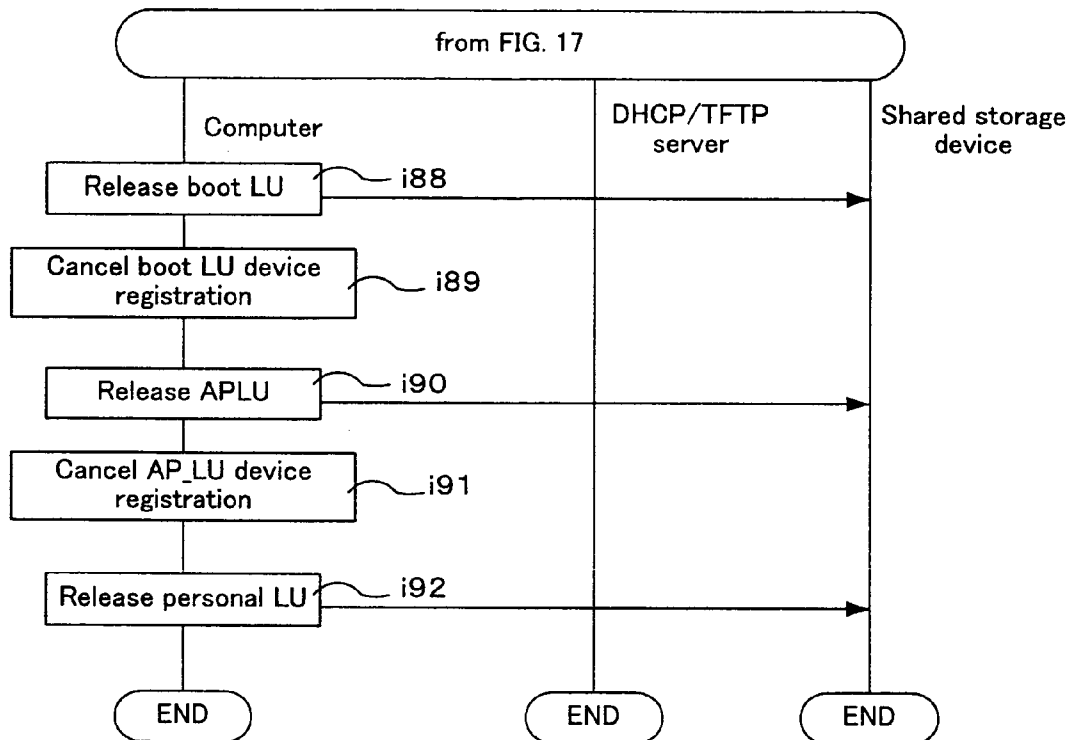 from FIG. 17
Computer
DHCP/TFTP
server
Shared storage
device
Release boot LU
i88
Cancel boot LU device
registration
i89
Release APLU
i90
Cancel AP_LU device
registration
i91
Release personal LU
i92
END
END
END